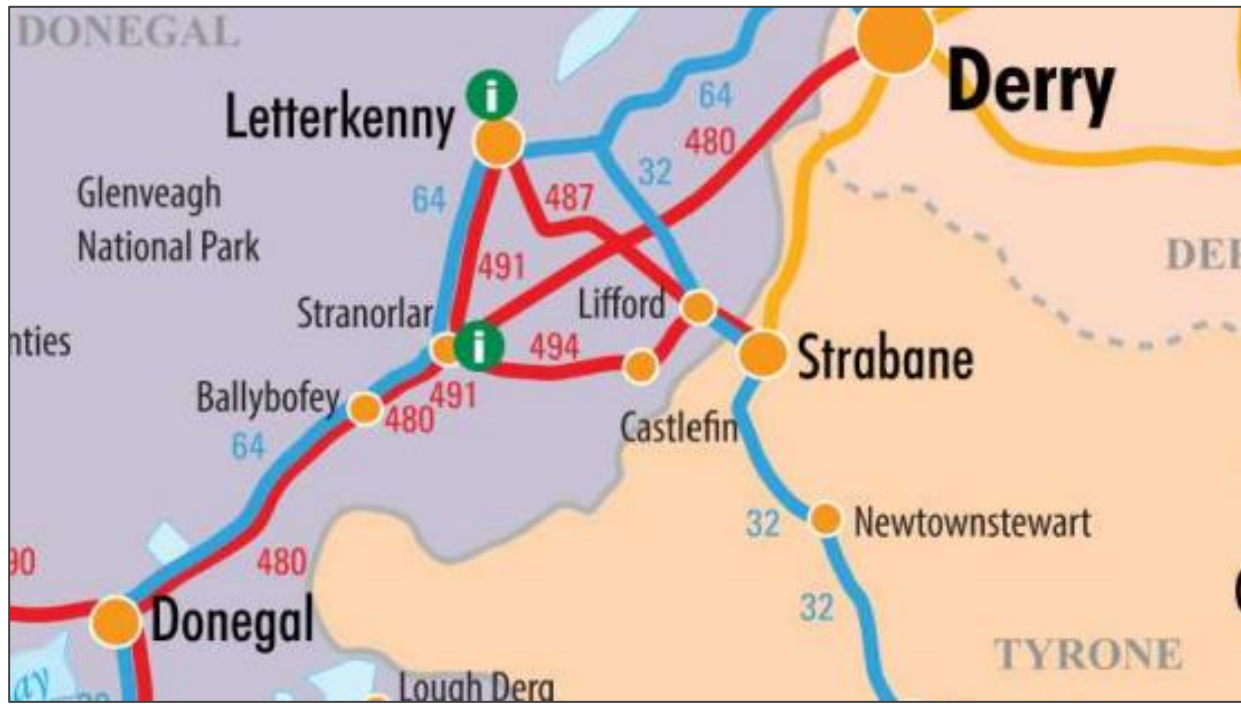 DONEGAL
Derry
64
Letterkenny
i
480
32
Glenveagh
National Park
64
487
491
Stranorlar
Lifford
i
494
Strabane
nties
Ballybofey
491
480
Castlefin
64
32
Newtownstewart
90
480
32
Donegal
TYRONE
Lough Derg